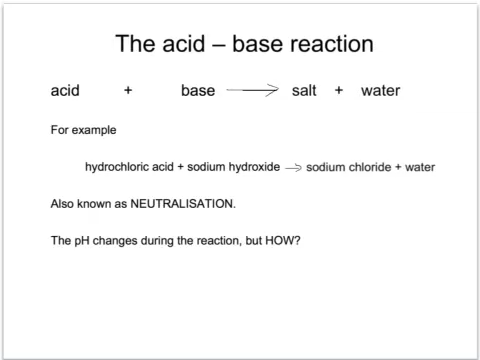 The acid – base reaction
acid + base → salt + water
For example
hydrochloric acid + sodium hydroxide → sodium chloride + water
Also known as NEUTRALISATION.
The pH changes during the reaction, but HOW?